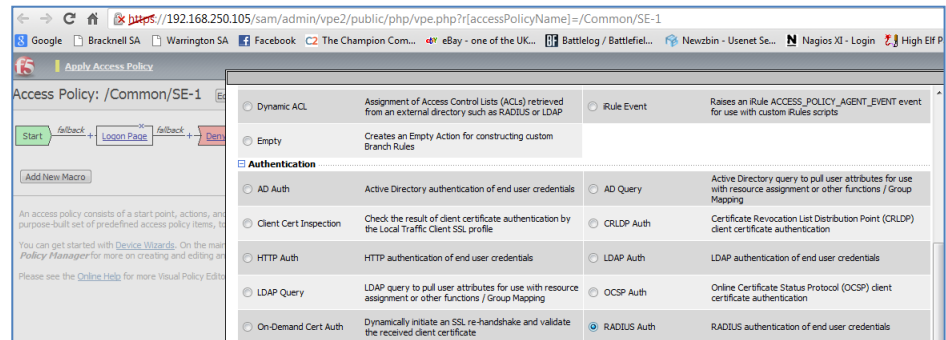 https://192.168.250.105/sam/admin/vpe2/public/php/vpe.php?r[accessPolicyName]=/Common/SE-1
Google Bracknell SA Warrington SA Facebook C2 The Champion Com... eBay - one of the UK... Battlelog / Battlefiel... Newzbin - Usenet Se... N Nagios XI - Login High Elf P
f5 Apply Access Policy
Access Policy: /Common/SE-1
Start fallback + Logon Page fallback + Deny
Add New Macro
An access policy consists of a start point, actions, and
purpose-built set of predefined access policy items, to
You can get started with Device Wizards. On the main
Policy Manager for more on creating and editing an
Please see the Online Help for more Visual Policy Edito
Dynamic ACL Assignment of Access Control Lists (ACLs) retrieved
from an external directory such as RADIUS or LDAP
iRule Event Raises an iRule ACCESS_POLICY_AGENT_EVENT event
for use with custom iRules scripts
Empty Creates an Empty Action for constructing custom
Branch Rules
Authentication
AD Auth Active Directory authentication of end user credentials
AD Query Active Directory query to pull user attributes for use
with resource assignment or other functions / Group
Mapping
Client Cert Inspection Check the result of client certificate authentication by
the Local Traffic Client SSL profile
CRLDP Auth Certificate Revocation List Distribution Point (CRLDP)
client certificate authentication
HTTP Auth HTTP authentication of end user credentials
LDAP Auth LDAP authentication of end user credentials
LDAP Query LDAP query to pull user attributes for use with resource
assignment or other functions / Group Mapping
OCSP Auth Online Certificate Status Protocol (OCSP) client
certificate authentication
On-Demand Cert Auth Dynamically initiate an SSL re-handshake and validate
the received client certificate
RADIUS Auth RADIUS authentication of end user credentials